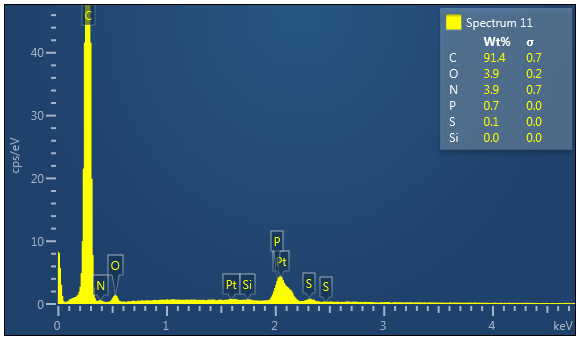 C
Spectrum 11
Wt% σ
C 91.4 0.7
O 3.9 0.2
N 3.9 0.7
P 0.7 0.0
S 0.1 0.0
Si 0.0 0.0
40
30
cps/eV
20
10
P
Pt
O
N
Pt Si
S
S
0
0 1 2 3 4 keV